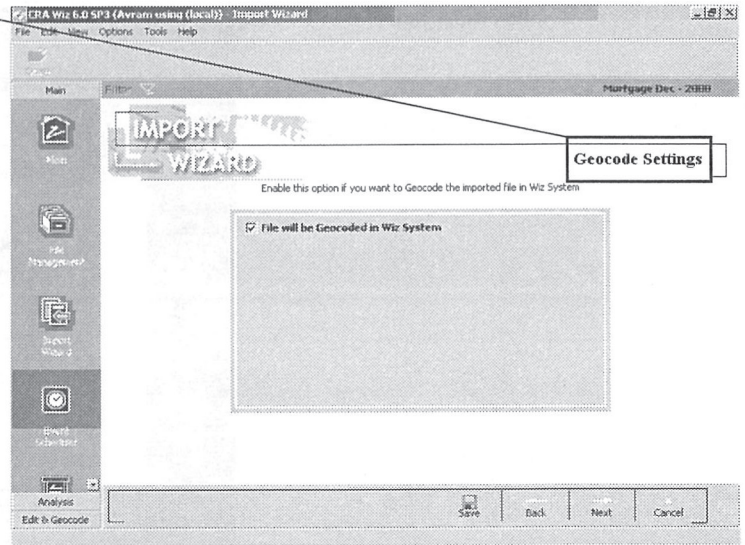 CRA Wiz 6.0 SP3 {Avram using (local)} - Import Wizard
File Edit View Options Tools Help
Main
Filter
Mortgage Dec - 2000
IMPORT
WIZARD
Geocode Settings
Enable this option if you want to Geocode the imported file in Wiz System
File will be Geocoded in Wiz System
Main
File
Management
Import
Wizard
Event
Scheduler
Analysis
Edit & Geocode
Save
Back
Next
Cancel